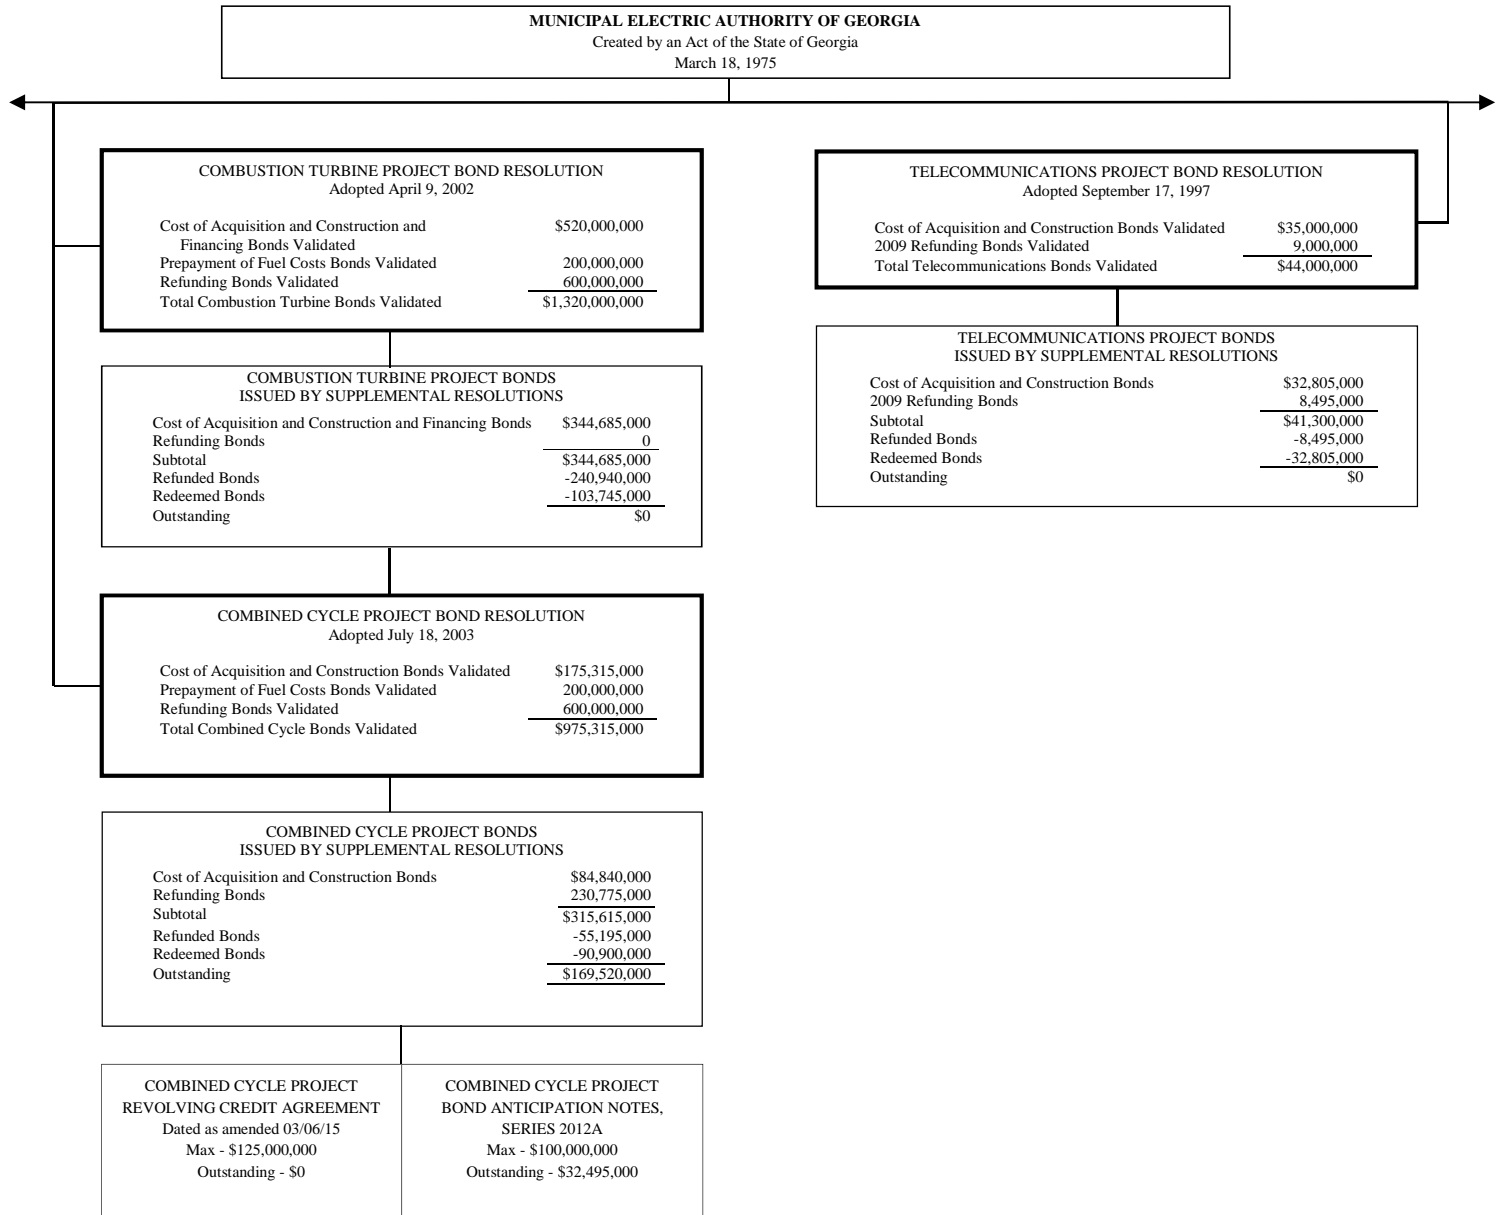 MUNICIPAL ELECTRIC AUTHORITY OF GEORGIA
Created by an Act of the State of Georgia
March 18, 1975
COMBUSTION TURBINE PROJECT BOND RESOLUTION
Adopted April 9, 2002
Cost of Acquisition and Construction and $520,000,000
Financing Bonds Validated
Prepayment of Fuel Costs Bonds Validated 200,000,000
Refunding Bonds Validated 600,000,000
Total Combustion Turbine Bonds Validated $1,320,000,000
COMBUSTION TURBINE PROJECT BONDS
ISSUED BY SUPPLEMENTAL RESOLUTIONS
Cost of Acquisition and Construction and Financing Bonds $344,685,000
Refunding Bonds 0
Subtotal $344,685,000
Refunded Bonds -240,940,000
Redeemed Bonds -103,745,000
Outstanding $0
COMBINED CYCLE PROJECT BOND RESOLUTION
Adopted July 18, 2003
Cost of Acquisition and Construction Bonds Validated $175,315,000
Prepayment of Fuel Costs Bonds Validated 200,000,000
Refunding Bonds Validated 600,000,000
Total Combined Cycle Bonds Validated $975,315,000
COMBINED CYCLE PROJECT BONDS
ISSUED BY SUPPLEMENTAL RESOLUTIONS
Cost of Acquisition and Construction Bonds $84,840,000
Refunding Bonds 230,775,000
Subtotal $315,615,000
Refunded Bonds -55,195,000
Redeemed Bonds -90,900,000
Outstanding $169,520,000
COMBINED CYCLE PROJECT
REVOLVING CREDIT AGREEMENT
Dated as amended 03/06/15
Max - $125,000,000
Outstanding - $0
COMBINED CYCLE PROJECT
BOND ANTICIPATION NOTES,
SERIES 2012A
Max - $100,000,000
Outstanding - $32,495,000
TELECOMMUNICATIONS PROJECT BOND RESOLUTION
Adopted September 17, 1997
Cost of Acquisition and Construction Bonds Validated $35,000,000
2009 Refunding Bonds Validated 9,000,000
Total Telecommunications Bonds Validated $44,000,000
TELECOMMUNICATIONS PROJECT BONDS
ISSUED BY SUPPLEMENTAL RESOLUTIONS
Cost of Acquisition and Construction Bonds $32,805,000
2009 Refunding Bonds 8,495,000
Subtotal $41,300,000
Refunded Bonds -8,495,000
Redeemed Bonds -32,805,000
Outstanding $0